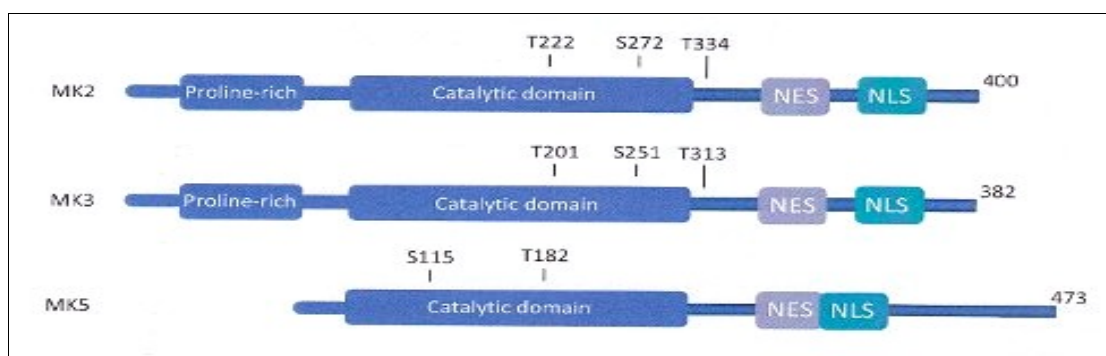 T222 S272 T334
MK2 Proline-rich Catalytic domain NES NLS 400
T201 S251 T313
MK3 Proline-rich Catalytic domain NES NLS 382
S115 T182
MK5 Catalytic domain NES NLS 473